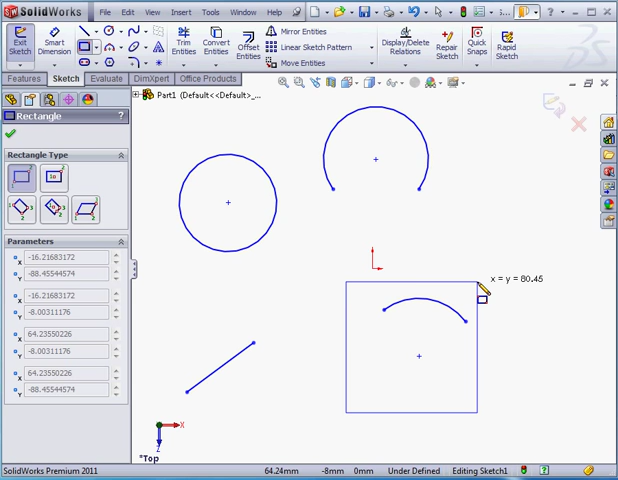 SolidWorks File Edit View Insert Tools Window Help
Exit Sketch
Smart Dimension
Trim Entities
Convert Entities
Offset Entities
Mirror Entities
Linear Sketch Pattern
Move Entities
Display/Delete Relations
Repair Sketch
Quick Snaps
Rapid Sketch
Features Sketch Evaluate DimXpert Office Products
Part1 (Default<<Default>_...
Rectangle ?
Rectangle Type
Parameters
-16.21683172
-88.45544574
-16.21683172
-8.00351176
64.23550226
-8.00351176
64.23550226
-88.45544574
x = y = 80.45
X
Z
*Top
SolidWorks Premium 2011 64.24mm -8mm 0mm Under Defined Editing Sketch1